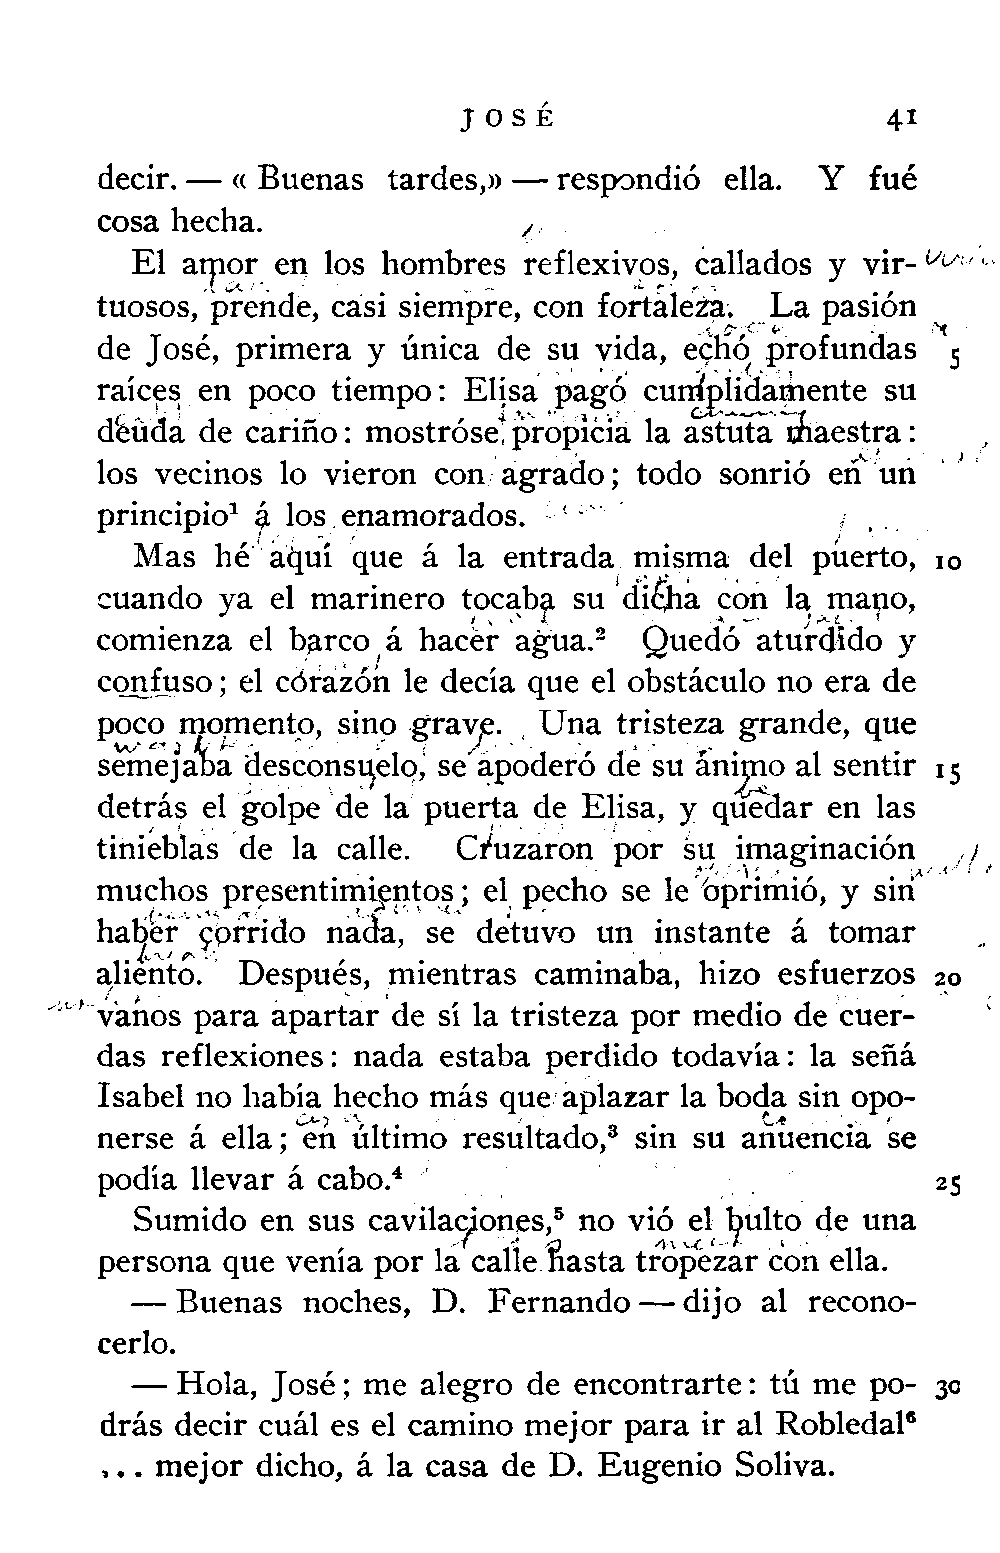 JOSÉ 41
decir. — « Buenas tardes,» — respondió ella. Y fué
cosa hecha.
El amor en los hombres reflexivos, callados y vir-
tuosos, prende, casi siempre, con fortaleza. La pasión
de José, primera y única de su vida, echó profundas 5
raíces en poco tiempo: Elisa pagó cumplidamente su
deuda de cariño: mostróse propicia la astuta maestra:
los vecinos lo vieron con agrado; todo sonrió en un
principio¹ á los enamorados.
Mas hé aquí que á la entrada misma del puerto, 10
cuando ya el marinero tocaba su dicha con la mano,
comienza el barco á hacer agua.² Quedó aturdido y
confuso; el corazón le decía que el obstáculo no era de
poco momento, sino grave. Una tristeza grande, que
semejaba desconsuelo, se apoderó de su ánimo al sentir 15
detrás el golpe de la puerta de Elisa, y quedar en las
tinieblas de la calle. Cruzaron por su imaginación
muchos presentimientos; el pecho se le oprimió, y sin
haber corrido nada, se detuvo un instante á tomar
aliento. Después, mientras caminaba, hizo esfuerzos 20
vanos para apartar de sí la tristeza por medio de cuer-
das reflexiones: nada estaba perdido todavía: la señá
Isabel no había hecho más que aplazar la boda sin opo-
nerse á ella; en último resultado,³ sin su anuencia se
podía llevar á cabo.⁴ 25
Sumido en sus cavilaciones,⁵ no vió el bulto de una
persona que venía por la calle hasta tropezar con ella.
— Buenas noches, D. Fernando — dijo al recono-
cerlo.
— Hola, José; me alegro de encontrarte: tú me po- 30
drás decir cuál es el camino mejor para ir al Robledal⁶
... mejor dicho, á la casa de D. Eugenio Soliva.